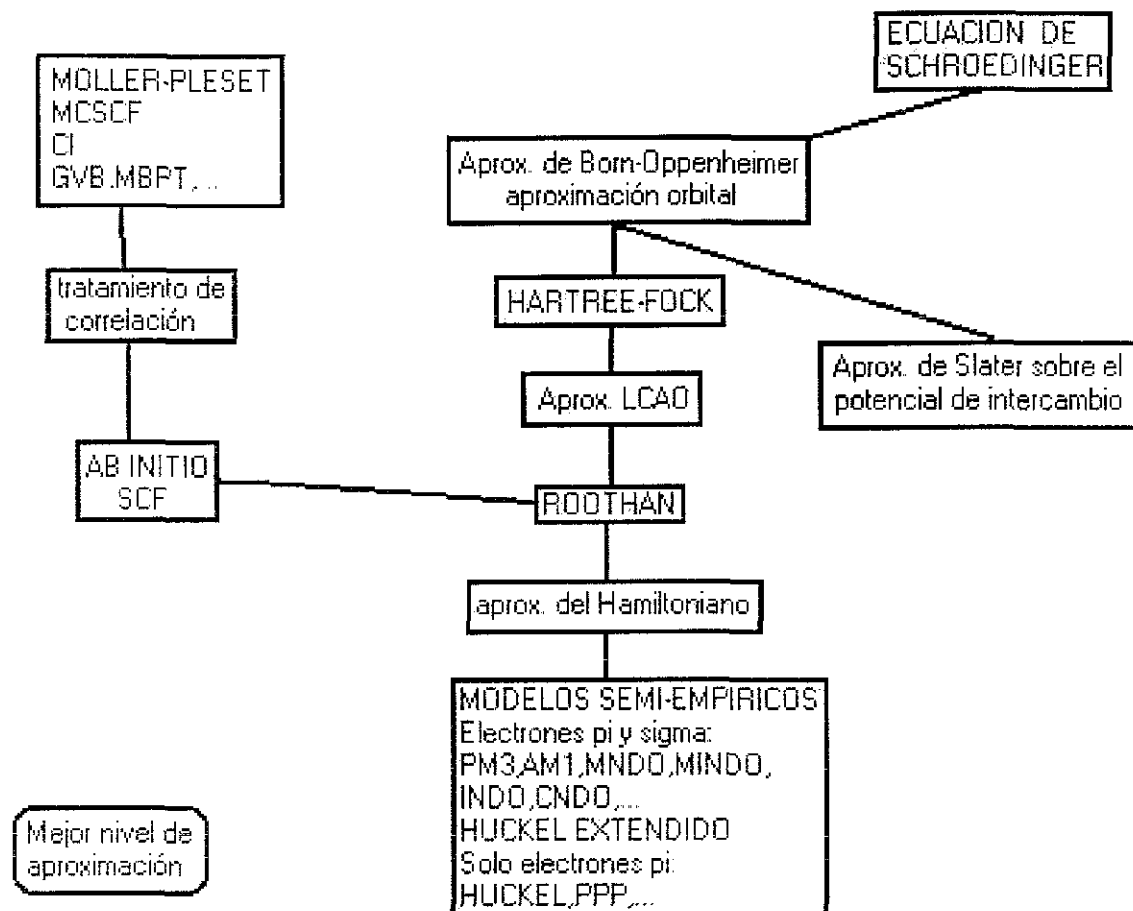 ECUACION DE
SCHROEDINGER
MOLLER-PLESET
MCSCF
CI
GVB.MBPT,...
Aprox. de Born-Oppenheimer
aproximación orbital
tratamiento de
correlación
HARTREE-FOCK
Aprox. de Slater sobre el
potencial de intercambio
Aprox. LCAO
AB INITIO
SCF
ROOTHAN
aprox. del Hamiltoniano
MODELOS SEMI-EMPIRICOS
Electrones pi y sigma:
PM3,AM1,MNDO,MINDO,
INDO,CNDO,...
HUCKEL EXTENDIDO
Solo electrones pi:
HUCKEL,PPP,...
Mejor nivel de
aproximación